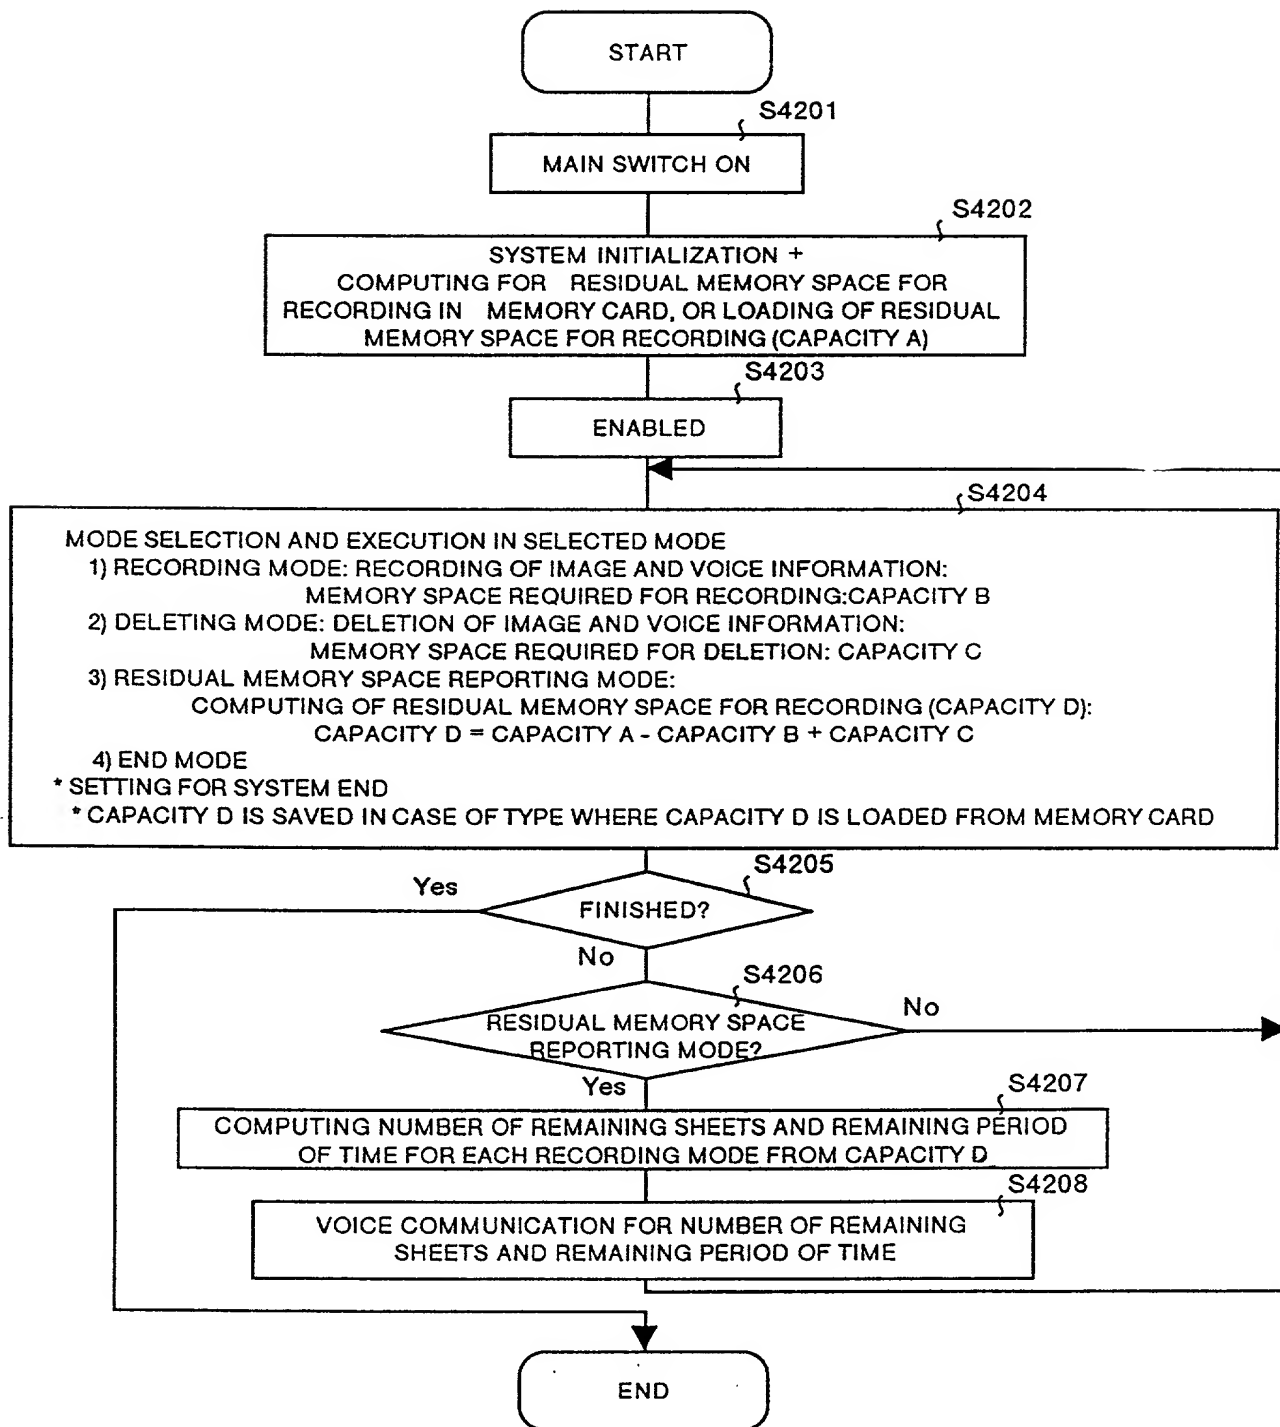 START
S4201
MAIN SWITCH ON
S4202
SYSTEM INITIALIZATION +
COMPUTING FOR RESIDUAL MEMORY SPACE FOR
RECORDING IN MEMORY CARD, OR LOADING OF RESIDUAL
MEMORY SPACE FOR RECORDING (CAPACITY A)
S4203
ENABLED
S4204
MODE SELECTION AND EXECUTION IN SELECTED MODE
1) RECORDING MODE: RECORDING OF IMAGE AND VOICE INFORMATION:
MEMORY SPACE REQUIRED FOR RECORDING:CAPACITY B
2) DELETING MODE: DELETION OF IMAGE AND VOICE INFORMATION:
MEMORY SPACE REQUIRED FOR DELETION: CAPACITY C
3) RESIDUAL MEMORY SPACE REPORTING MODE:
COMPUTING OF RESIDUAL MEMORY SPACE FOR RECORDING (CAPACITY D):
CAPACITY D = CAPACITY A - CAPACITY B + CAPACITY C
4) END MODE
* SETTING FOR SYSTEM END
* CAPACITY D IS SAVED IN CASE OF TYPE WHERE CAPACITY D IS LOADED FROM MEMORY CARD
S4205
Yes
FINISHED?
No
S4206
No
RESIDUAL MEMORY SPACE
REPORTING MODE?
Yes
S4207
COMPUTING NUMBER OF REMAINING SHEETS AND REMAINING PERIOD
OF TIME FOR EACH RECORDING MODE FROM CAPACITY D
S4208
VOICE COMMUNICATION FOR NUMBER OF REMAINING
SHEETS AND REMAINING PERIOD OF TIME
END